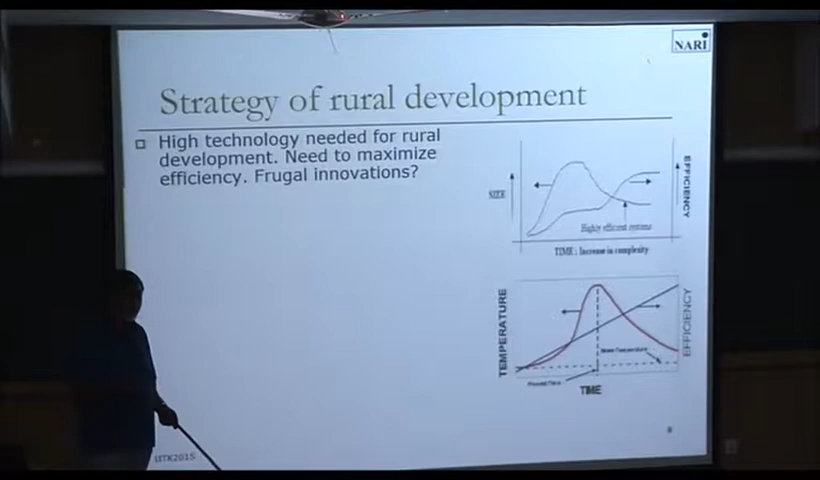 NARI
Strategy of rural development
High technology needed for rural
development. Need to maximize
efficiency. Frugal innovations?
SIZE
EFFICIENCY
Highly efficient systems
TIME : Increase in complexity
TEMPERATURE
EFFICIENCY
TIME
8
IITK2015